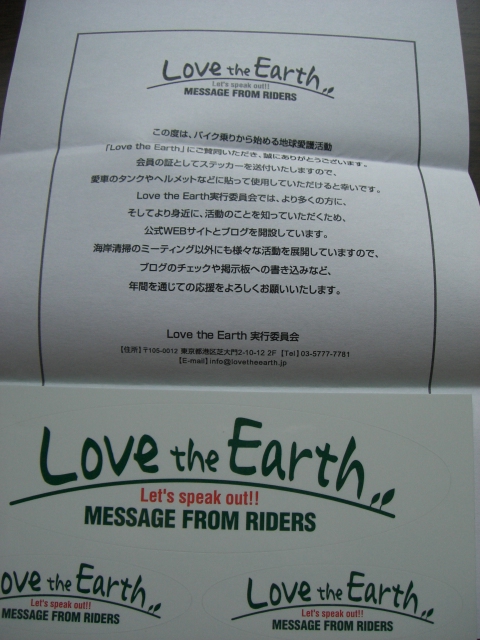 Love the Earth
Let's speak out!!
MESSAGE FROM RIDERS
この度は、バイク乗りから始める地球愛護活動
「Love the Earth」にご賛同いただき、誠にありがとうございます。
会員の証としてステッカーを送付いたしますので、
愛車のタンクやヘルメットなどに貼って使用していただけると幸いです。
Love the Earth実行委員会では、より多くの方に、
そしてより身近に、活動のことを知っていただくため、
公式WEBサイトとブログを開設しています。
海岸清掃のミーティング以外にも様々な活動を展開していますので、
ブログのチェックや掲示板への書き込みなど、
年間を通じての応援をよろしくお願いいたします。
Love the Earth 実行委員会
【住所】〒105-0012 東京都港区芝大門2-10-12 2F 【Tel】03-5777-7781
【E-mail】info@lovetheearth.jp
Love the Earth
Let's speak out!!
MESSAGE FROM RIDERS
ove the Earth
Let's speak out!!
MESSAGE FROM RIDERS
Love the Earth
Let's speak out!!
MESSAGE FROM RIDERS